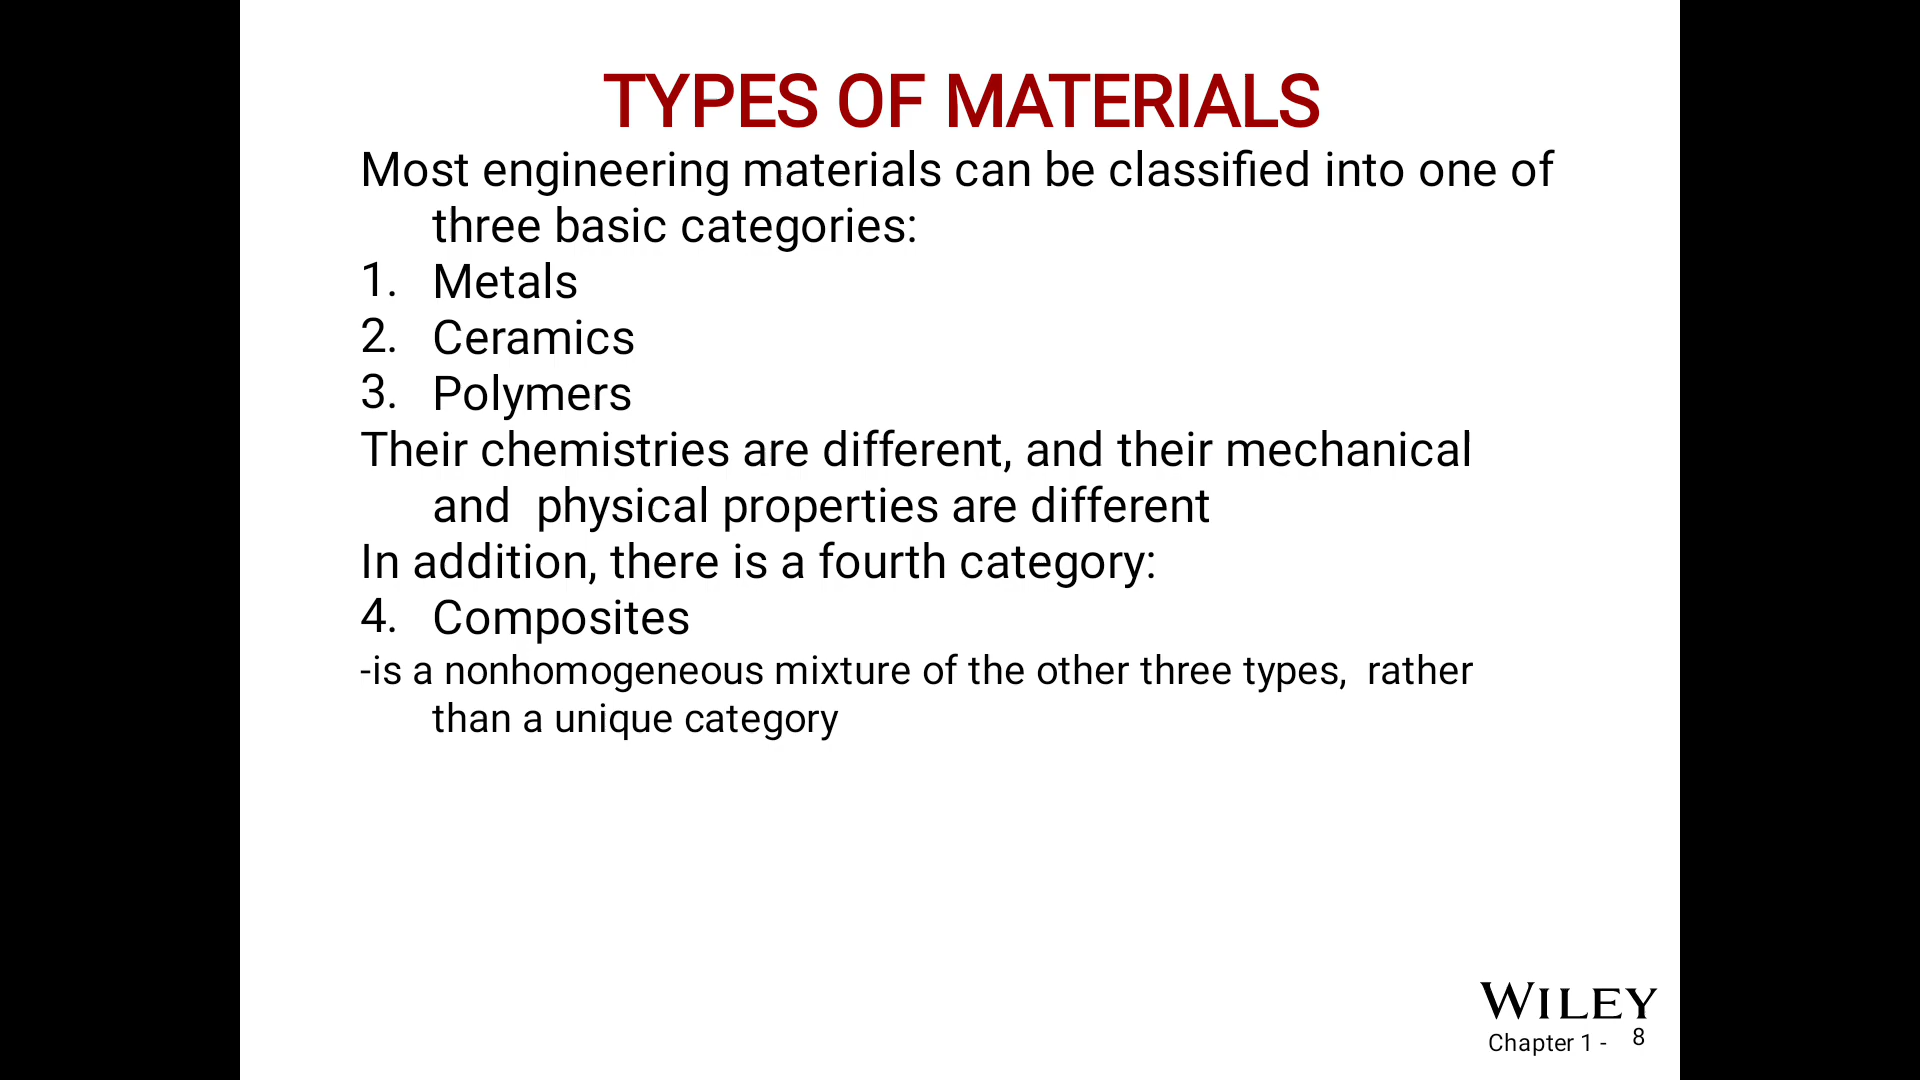 TYPES OF MATERIALS
Most engineering materials can be classified into one of
three basic categories:
1. Metals
2. Ceramics
3. Polymers
Their chemistries are different, and their mechanical
and  physical properties are different
In addition, there is a fourth category:
4. Composites
-is a nonhomogeneous mixture of the other three types,  rather
than a unique category
WILEY
Chapter 1 - 8